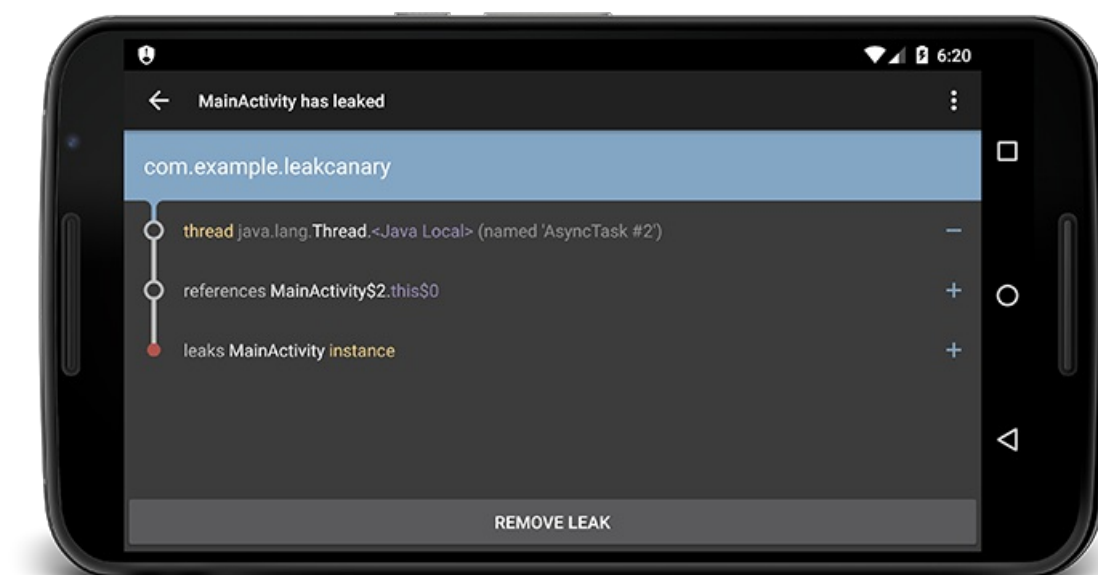 6:20
MainActivity has leaked
com.example.leakcanary
thread java.lang.Thread.<Java Local> (named 'AsyncTask #2')
references MainActivity$2.this$0
leaks MainActivity instance
REMOVE LEAK